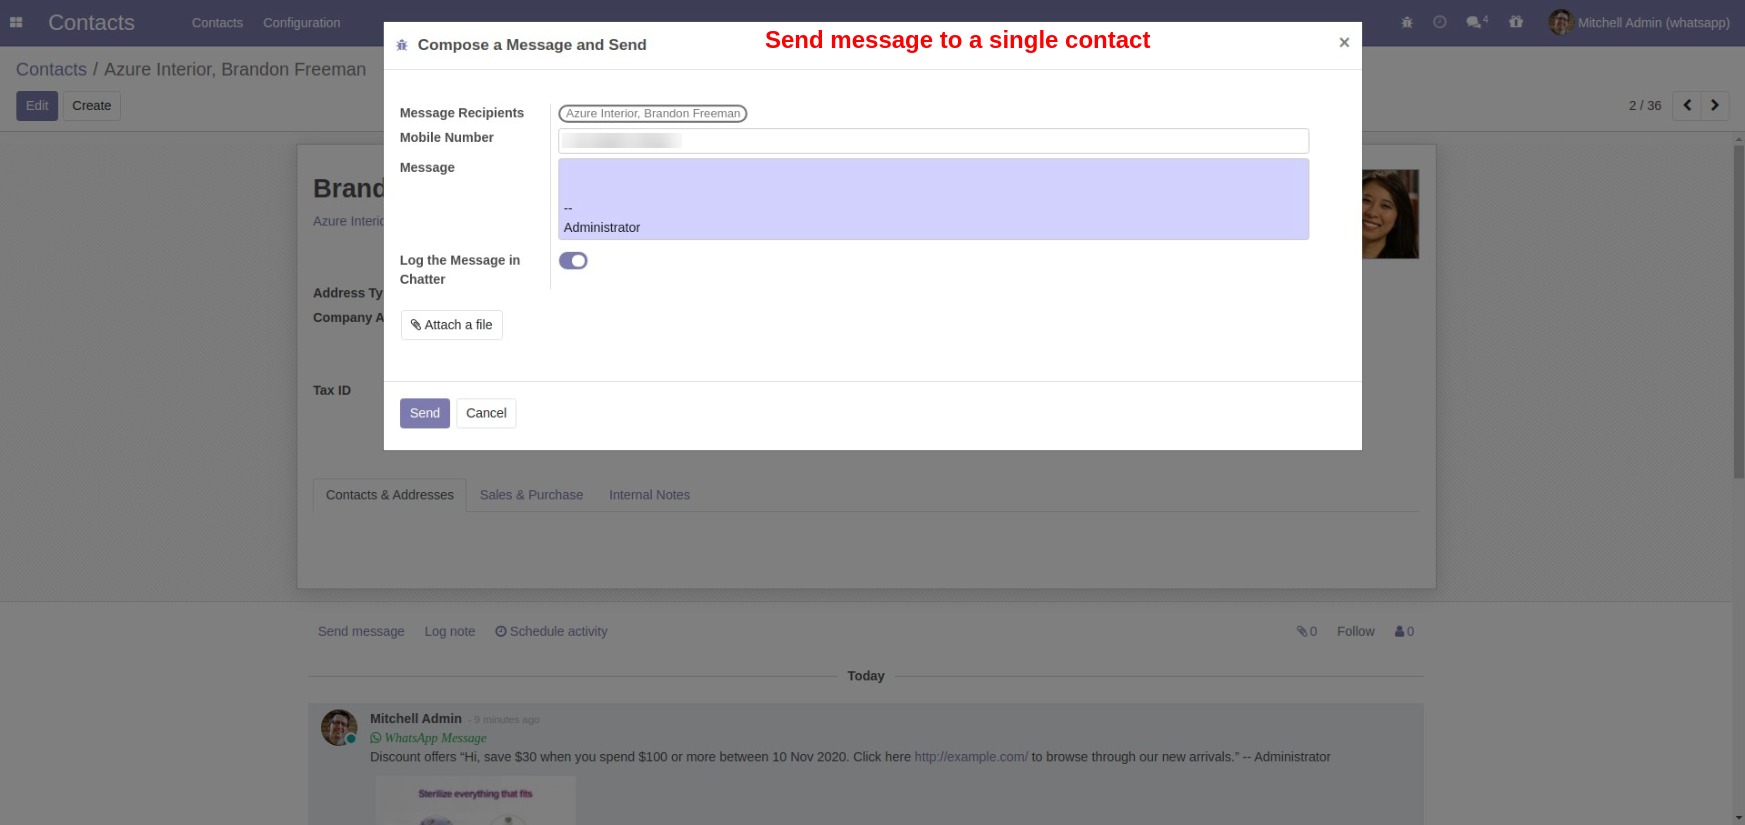 Contacts Contacts Configuration
4 Mitchell Admin (whatsapp)
Compose a Message and Send
Send message to a single contact
×
Contacts / Azure Interior, Brandon Freeman
Edit Create
2 / 36
Message Recipients Azure Interior, Brandon Freeman
Mobile Number
Message
--
Administrator
Log the Message in
Chatter
Attach a file
Send Cancel
Brand
Azure Interio
Address Ty
Company A
Tax ID
Contacts & Addresses Sales & Purchase Internal Notes
Send message Log note Schedule activity 0 Follow 0
Today
Mitchell Admin - 9 minutes ago
WhatsApp Message
Discount offers “Hi, save $30 when you spend $100 or more between 10 Nov 2020. Click here http://example.com/ to browse through our new arrivals.” -- Administrator
Sterilize everything that fits